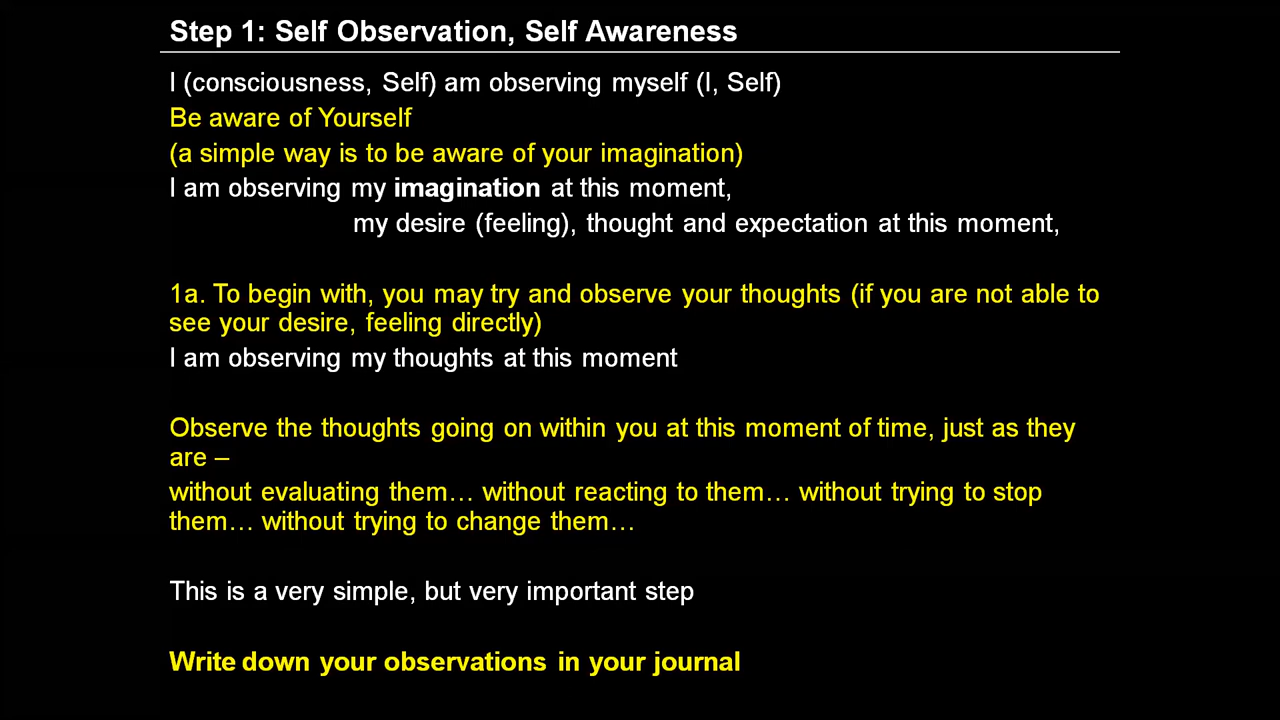 Step 1: Self Observation, Self Awareness
I (consciousness, Self) am observing myself (I, Self)
Be aware of Yourself
(a simple way is to be aware of your imagination)
I am observing my imagination at this moment,
my desire (feeling), thought and expectation at this moment,
1a. To begin with, you may try and observe your thoughts (if you are not able to
see your desire, feeling directly)
I am observing my thoughts at this moment
Observe the thoughts going on within you at this moment of time, just as they
are –
without evaluating them… without reacting to them… without trying to stop
them… without trying to change them…
This is a very simple, but very important step
Write down your observations in your journal